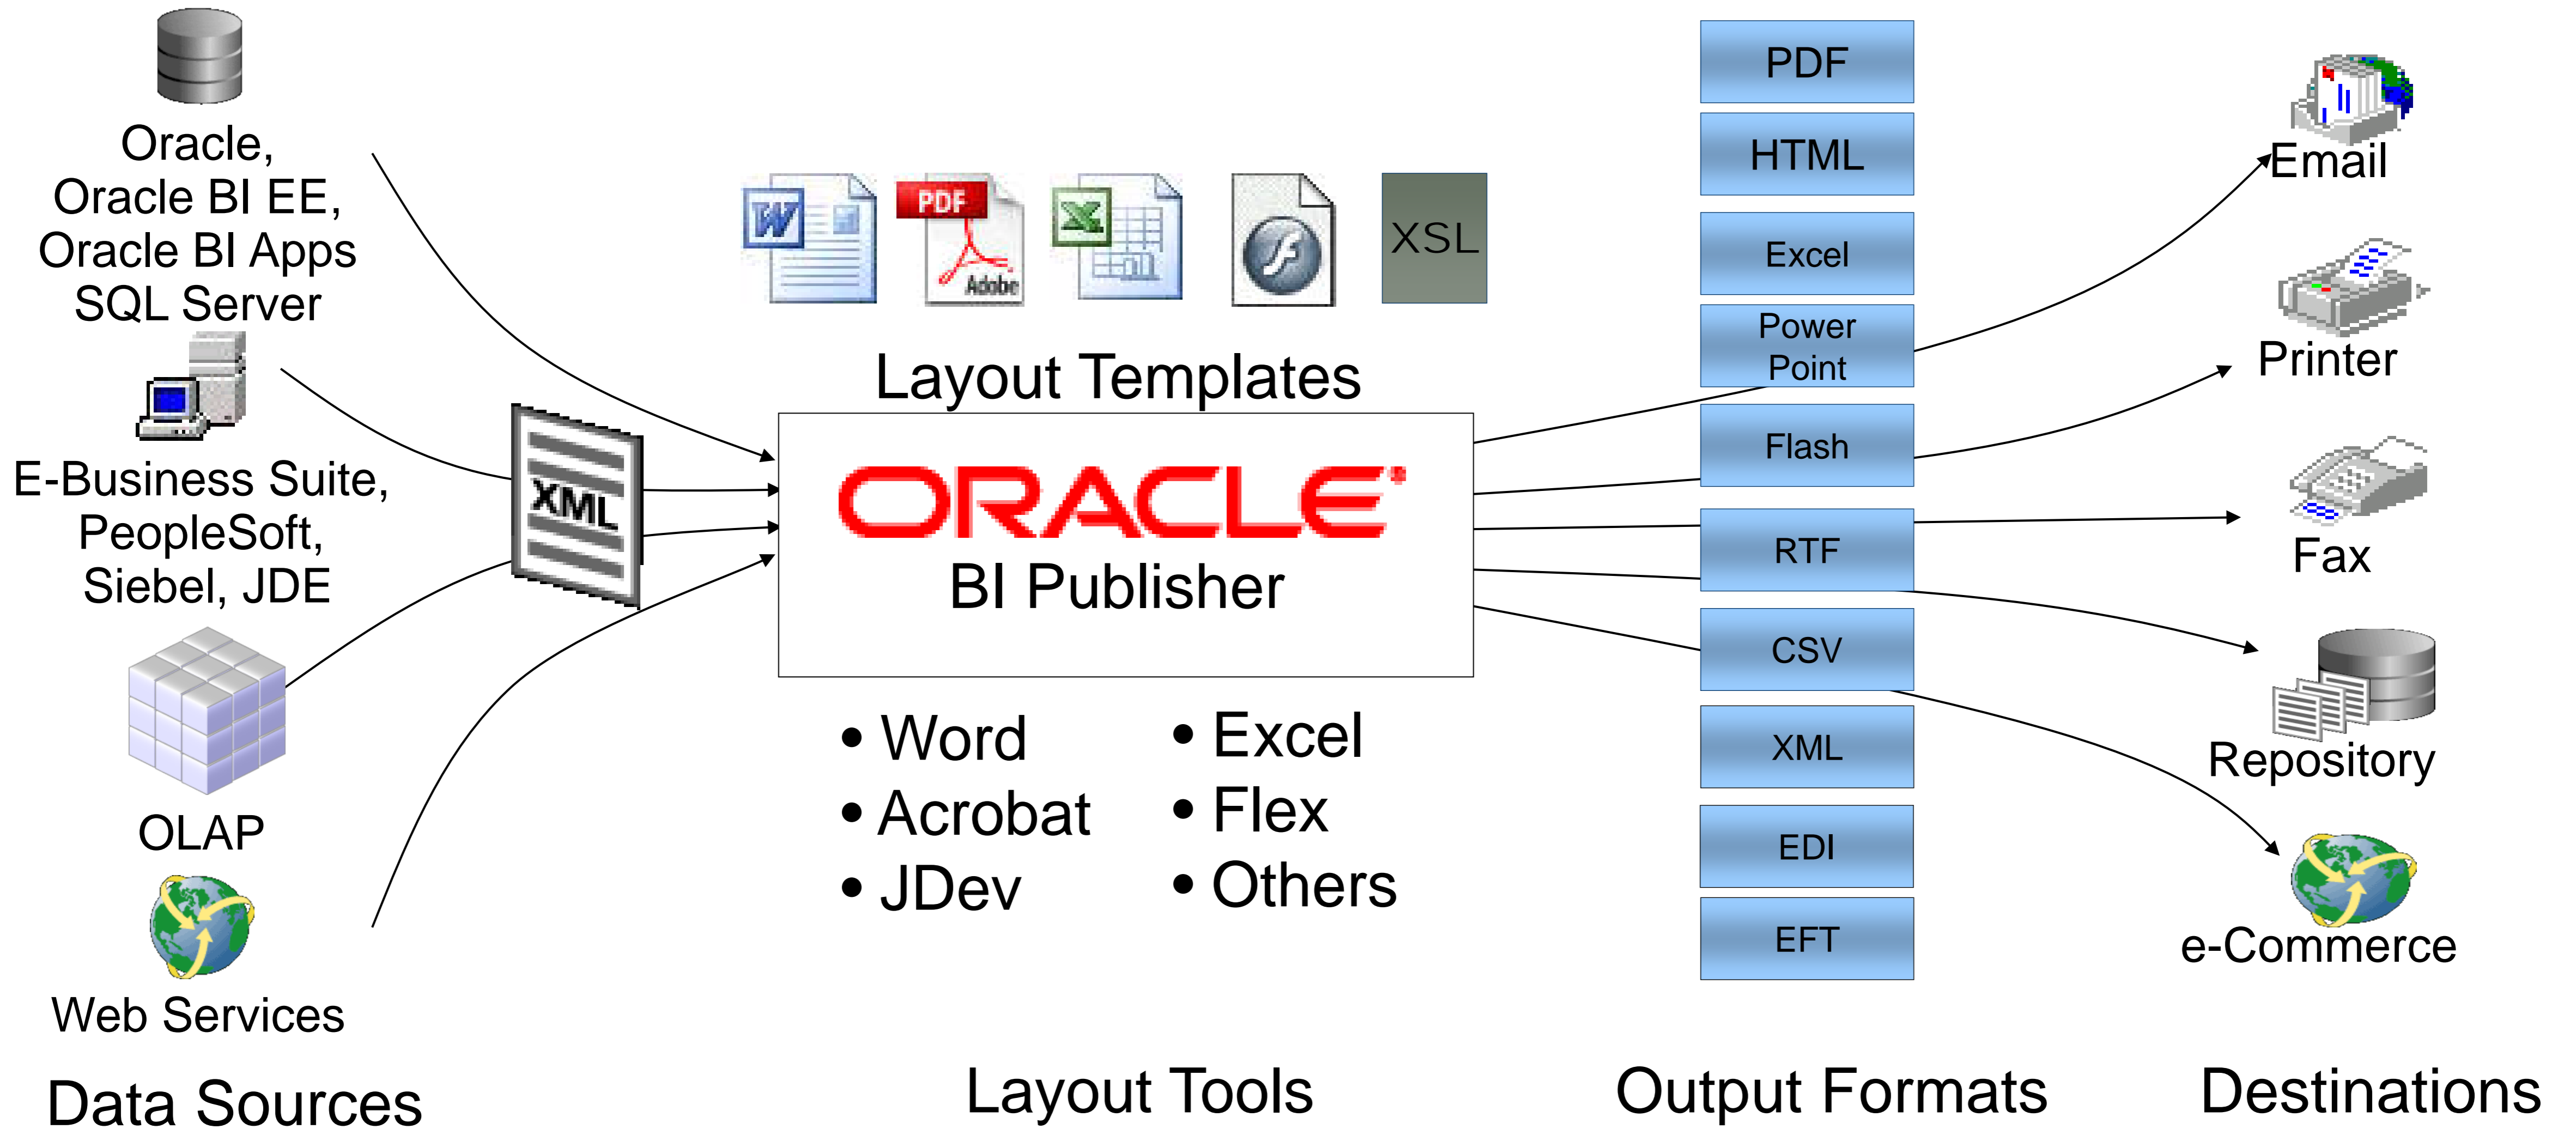 Oracle,
Oracle BI EE,
Oracle BI Apps
SQL Server
E-Business Suite,
PeopleSoft,
Siebel, JDE
OLAP
Web Services
Data Sources
XML
W
PDF
Adobe
X
f
XSL
Layout Templates
ORACLE
BI Publisher
• Word
• Acrobat
• JDev
• Excel
• Flex
• Others
Layout Tools
PDF
HTML
Excel
Power
Point
Flash
RTF
CSV
XML
EDI
EFT
Output Formats
Email
Printer
Fax
Repository
e-Commerce
Destinations